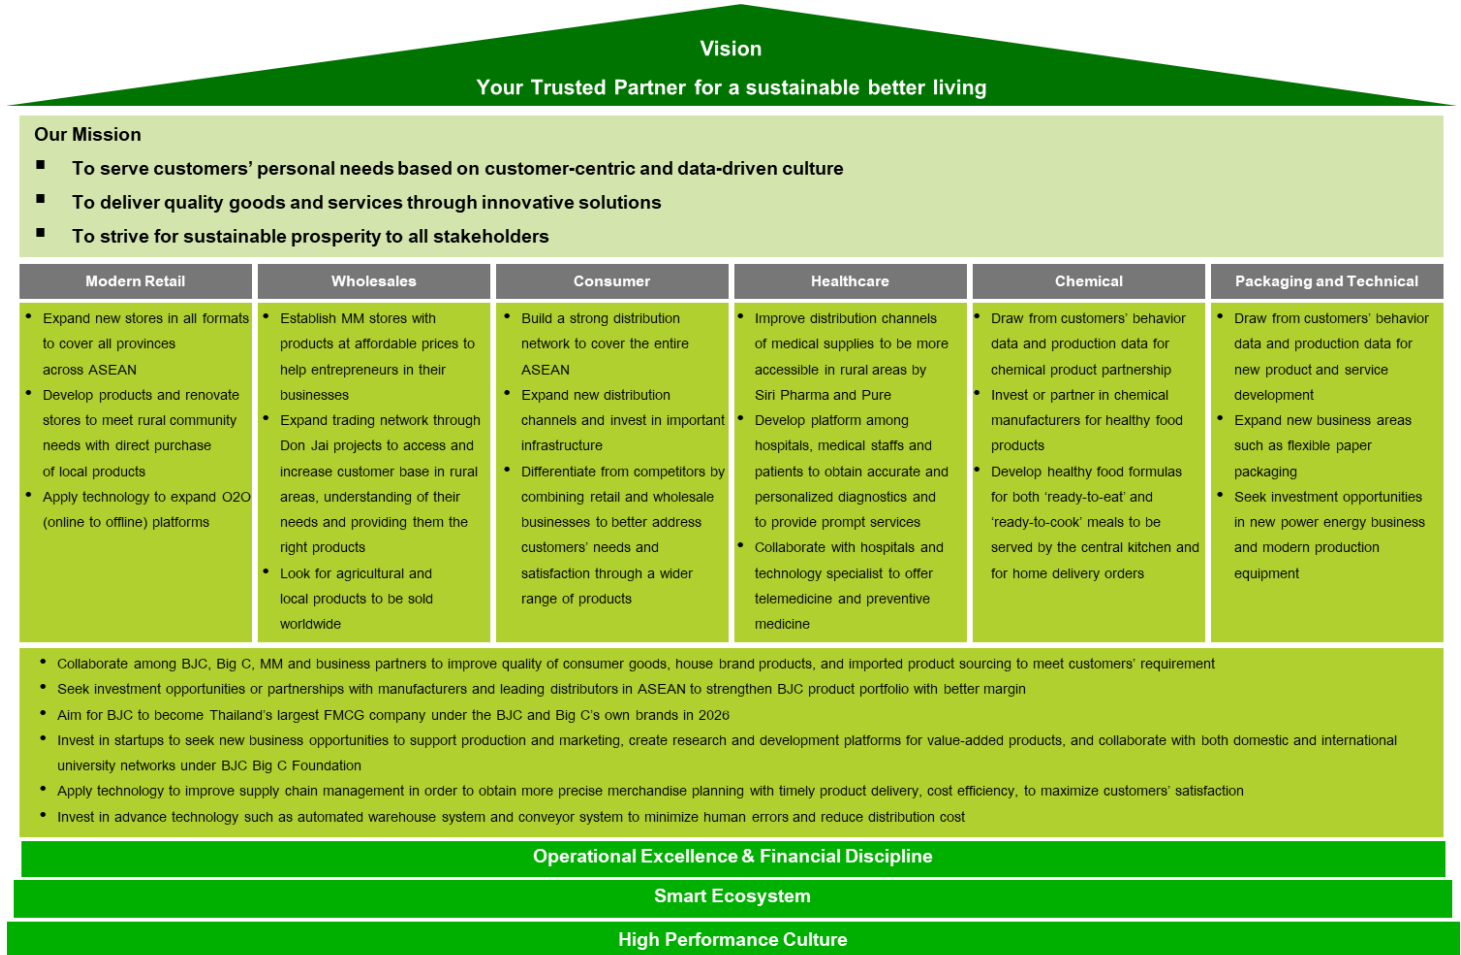 Vision
Your Trusted Partner for a sustainable better living
Our Mission
▪ To serve customers’ personal needs based on customer-centric and data-driven culture
▪ To deliver quality goods and services through innovative solutions
▪ To strive for sustainable prosperity to all stakeholders
Modern Retail
• Expand new stores in all formats
to cover all provinces
across ASEAN
• Develop products and renovate
stores to meet rural community
needs with direct purchase
of local products
• Apply technology to expand O2O
(online to offline) platforms
Wholesales
• Establish MM stores with
products at affordable prices to
help entrepreneurs in their
businesses
• Expand trading network through
Don Jai projects to access and
increase customer base in rural
areas, understanding of their
needs and providing them the
right products
• Look for agricultural and
local products to be sold
worldwide
Consumer
• Build a strong distribution
network to cover the entire
ASEAN
• Expand new distribution
channels and invest in important
infrastructure
• Differentiate from competitors by
combining retail and wholesale
businesses to better address
customers’ needs and
satisfaction through a wider
range of products
Healthcare
• Improve distribution channels
of medical supplies to be more
accessible in rural areas by
Siri Pharma and Pure
• Develop platform among
hospitals, medical staffs and
patients to obtain accurate and
personalized diagnostics and
to provide prompt services
• Collaborate with hospitals and
technology specialist to offer
telemedicine and preventive
medicine
Chemical
• Draw from customers’ behavior
data and production data for
chemical product partnership
• Invest or partner in chemical
manufacturers for healthy food
products
• Develop healthy food formulas
for both ‘ready-to-eat’ and
‘ready-to-cook’ meals to be
served by the central kitchen and
for home delivery orders
Packaging and Technical
• Draw from customers’ behavior
data and production data for
new product and service
development
• Expand new business areas
such as flexible paper
packaging
• Seek investment opportunities
in new power energy business
and modern production
equipment
• Collaborate among BJC, Big C, MM and business partners to improve quality of consumer goods, house brand products, and imported product sourcing to meet customers’ requirement
• Seek investment opportunities or partnerships with manufacturers and leading distributors in ASEAN to strengthen BJC product portfolio with better margin
• Aim for BJC to become Thailand’s largest FMCG company under the BJC and Big C’s own brands in 2026
• Invest in startups to seek new business opportunities to support production and marketing, create research and development platforms for value-added products, and collaborate with both domestic and international
university networks under BJC Big C Foundation
• Apply technology to improve supply chain management in order to obtain more precise merchandise planning with timely product delivery, cost efficiency, to maximize customers’ satisfaction
• Invest in advance technology such as automated warehouse system and conveyor system to minimize human errors and reduce distribution cost
Operational Excellence & Financial Discipline
Smart Ecosystem
High Performance Culture